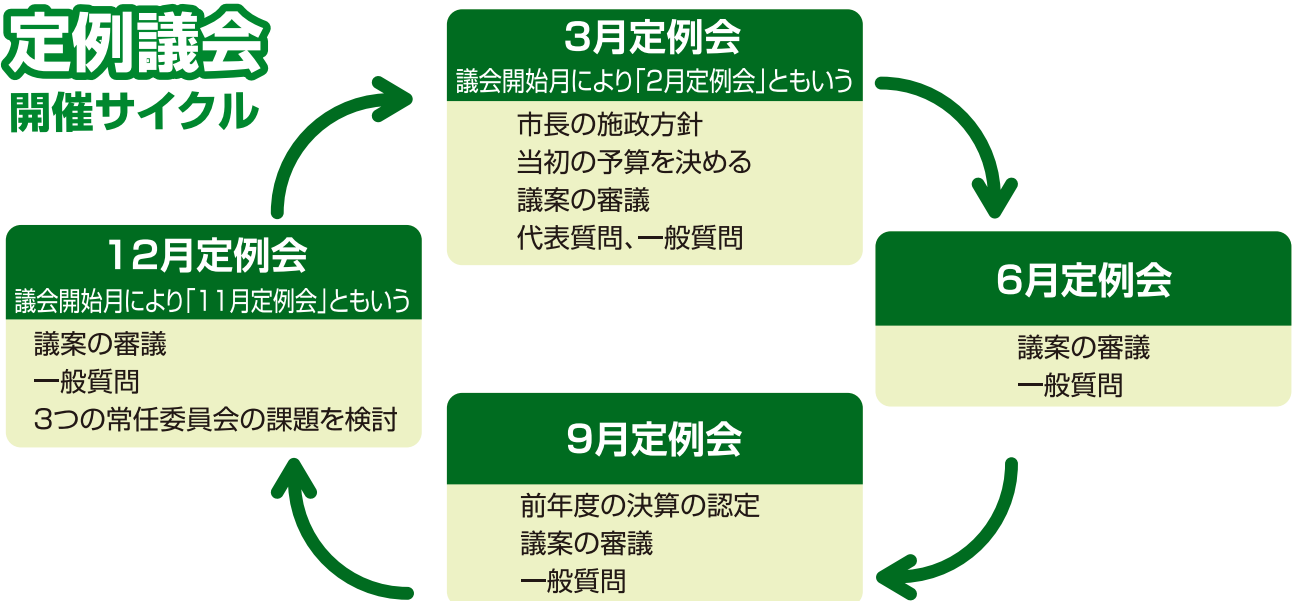 定例議会
開催サイクル
3月定例会
議会開始月により「2月定例会」ともいう
市長の施政方針
当初の予算を決める
議案の審議
代表質問、一般質問
6月定例会
議案の審議
一般質問
9月定例会
前年度の決算の認定
議案の審議
一般質問
12月定例会
議会開始月により「11月定例会」ともいう
議案の審議
一般質問
3つの常任委員会の課題を検討